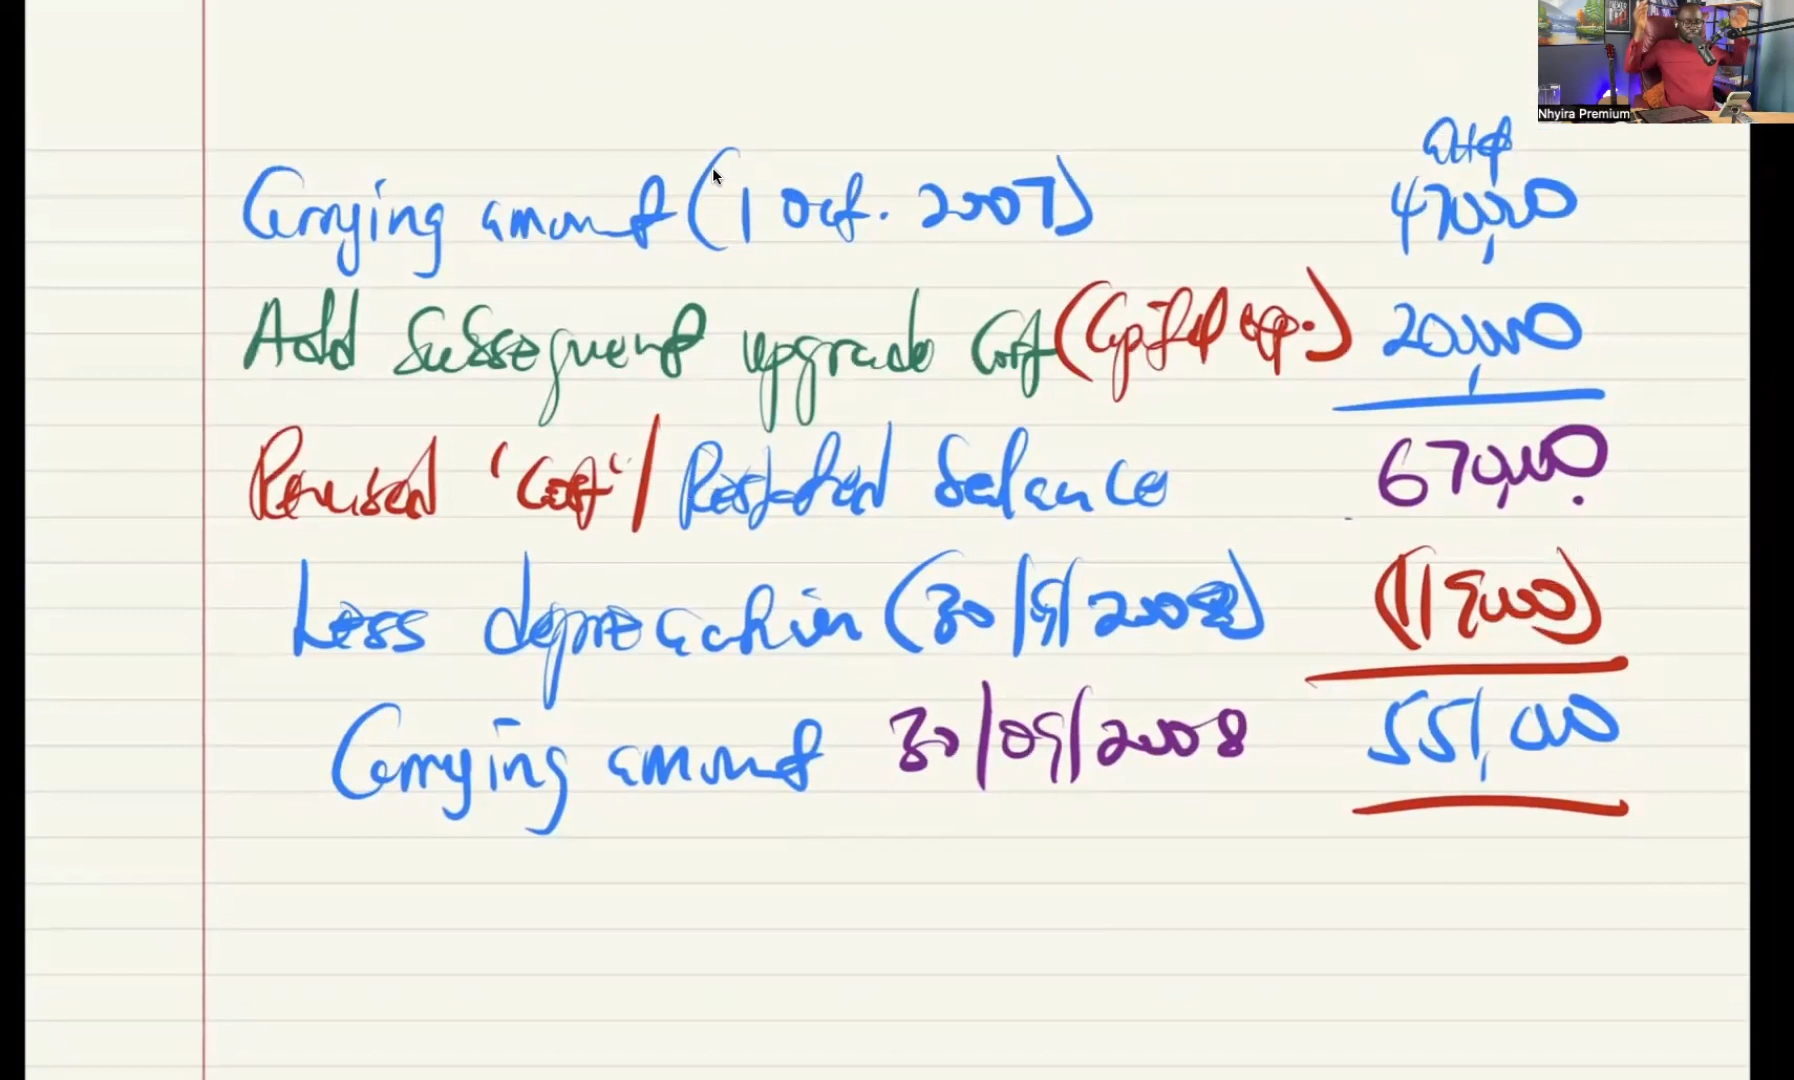 Nhyira Premium
GH¢
Carrying amount (1 Oct. 2007) 470,000
Add Subsequent upgrade Cost (Capital exp.) 200,000
Revised 'Cost' / Restated balance 670,000
Less depreciation (30/9/2008) (119,000)
Carrying amount 30/09/2008 551,000